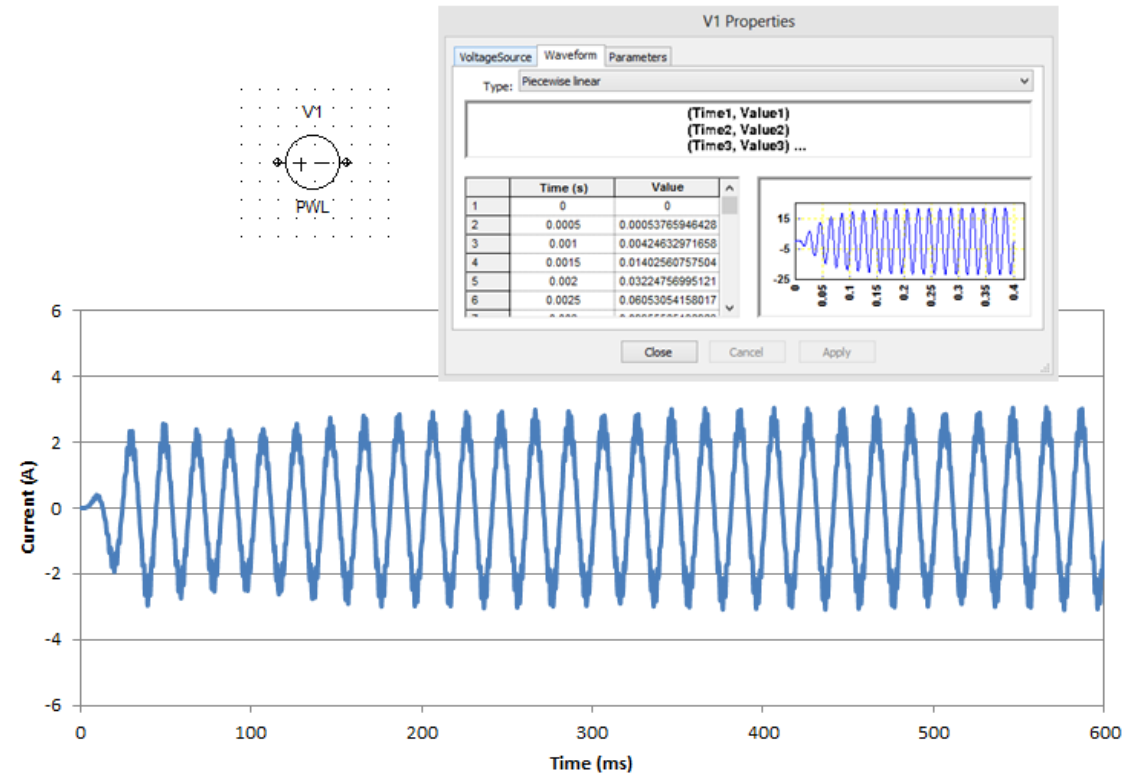 V1 Properties
VoltageSource Waveform Parameters
Type: Piecewise linear
(Time1, Value1)
(Time2, Value2)
(Time3, Value3) ...
Time (s) Value
1 0 0
2 0.0005 0.00053765946428
3 0.001 0.00424632971658
4 0.0015 0.01402560757504
5 0.002 0.03224756995121
6 0.0025 0.06053054158017
15
-5
-25
0 0.05 0.1 0.15 0.2 0.25 0.3 0.35 0.4
Close Cancel Apply
V1
+ −
PWL
6
4
2
0
-2
-4
-6
Current (A)
0 100 200 300 400 500 600
Time (ms)